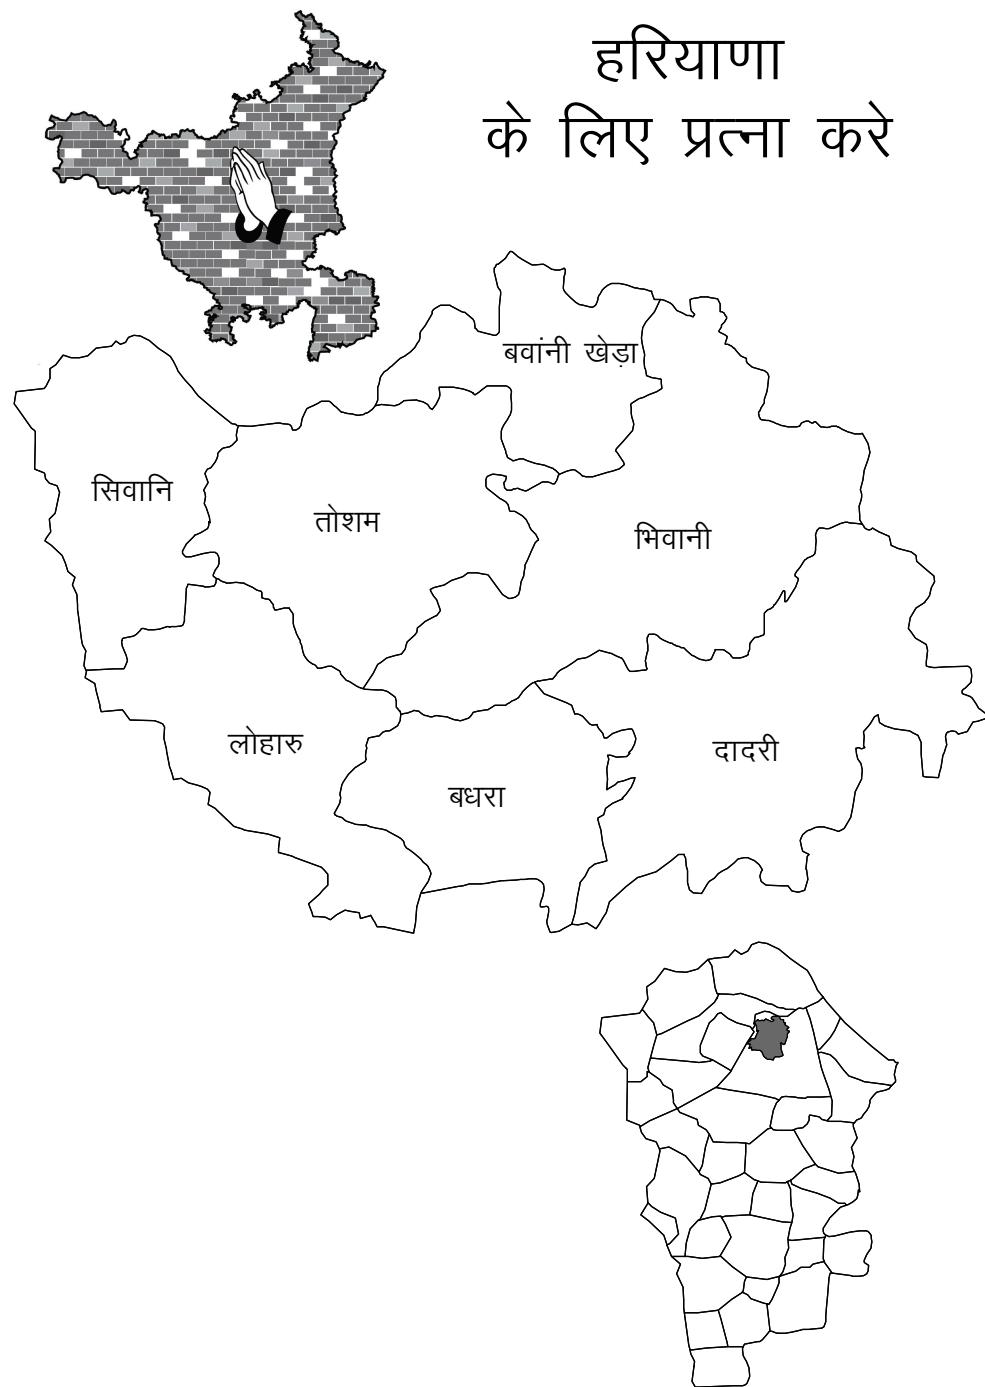 हरियाणा
के लिए प्रत्ना करे
बवांनी खेड़ा
सिवानि
तोशम
भिवानी
लोहारु
दादरी
बधरा